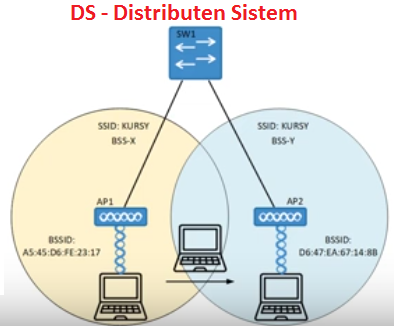 DS - Distributen Sistem
SW1
SSID: KURSY
BSS-X
SSID: KURSY
BSS-Y
AP1
AP2
BSSID:
A5:45:D6:FE:23:17
BSSID:
D6:47:EA:67:14:8B